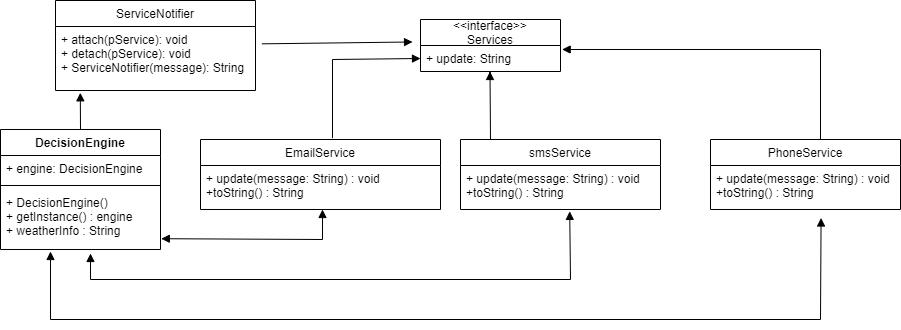 ServiceNotifier
+ attach(pService): void
+ detach(pService): void
+ ServiceNotifier(message): String
<<interface>>
Services
+ update: String
DecisionEngine
+ engine: DecisionEngine
+ DecisionEngine()
+ getInstance() : engine
+ weatherInfo : String
EmailService
+ update(message: String) : void
+toString() : String
smsService
+ update(message: String) : void
+toString() : String
PhoneService
+ update(message: String) : void
+toString() : String